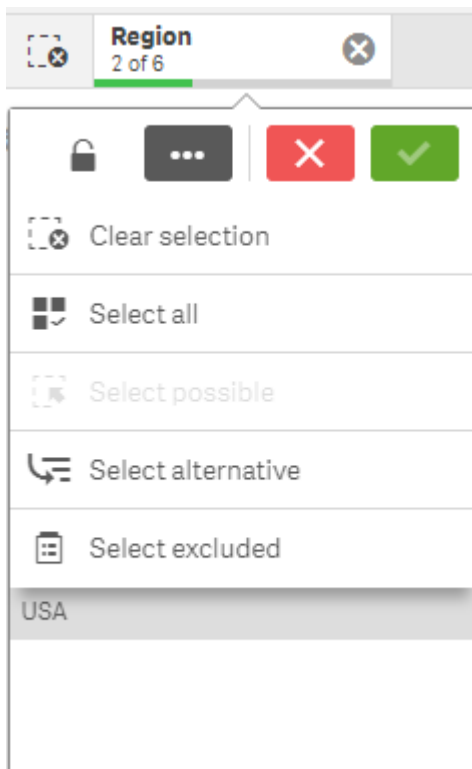 Region
2 of 6
Clear selection
Select all
Select possible
Select alternative
Select excluded
USA